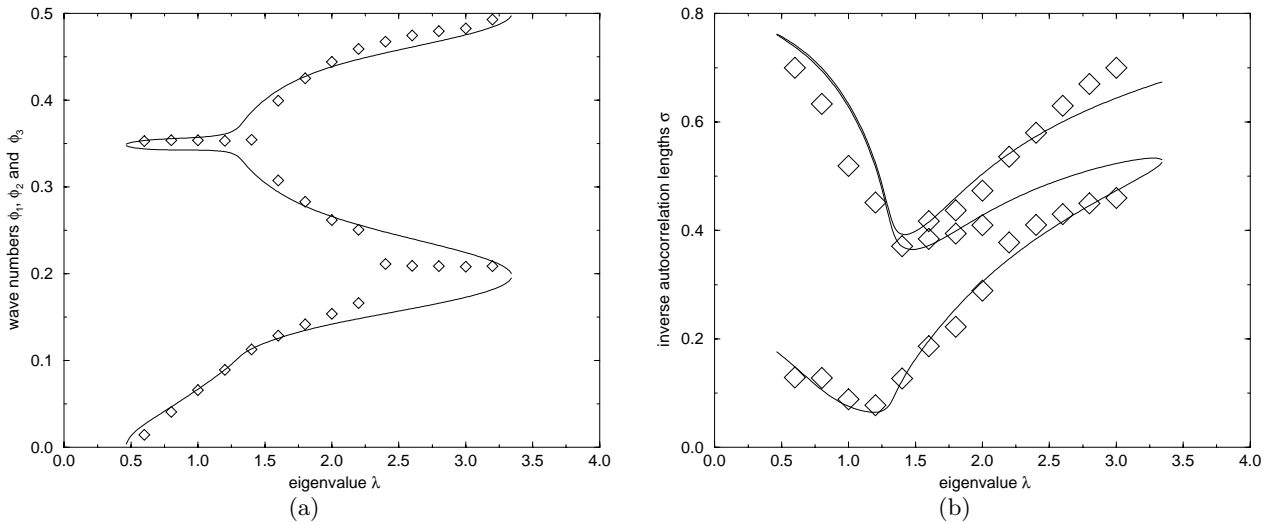 0.5
0.4
0.3
0.2
0.1
0.0
wave numbers ϕ₁, ϕ₂ and ϕ₃
0.0 0.5 1.0 1.5 2.0 2.5 3.0 3.5 4.0
eigenvalue λ
(a)
0.8
0.6
0.4
0.2
0.0
inverse autocorrelation lengths σ
0.0 0.5 1.0 1.5 2.0 2.5 3.0 3.5 4.0
eigenvalue λ
(b)